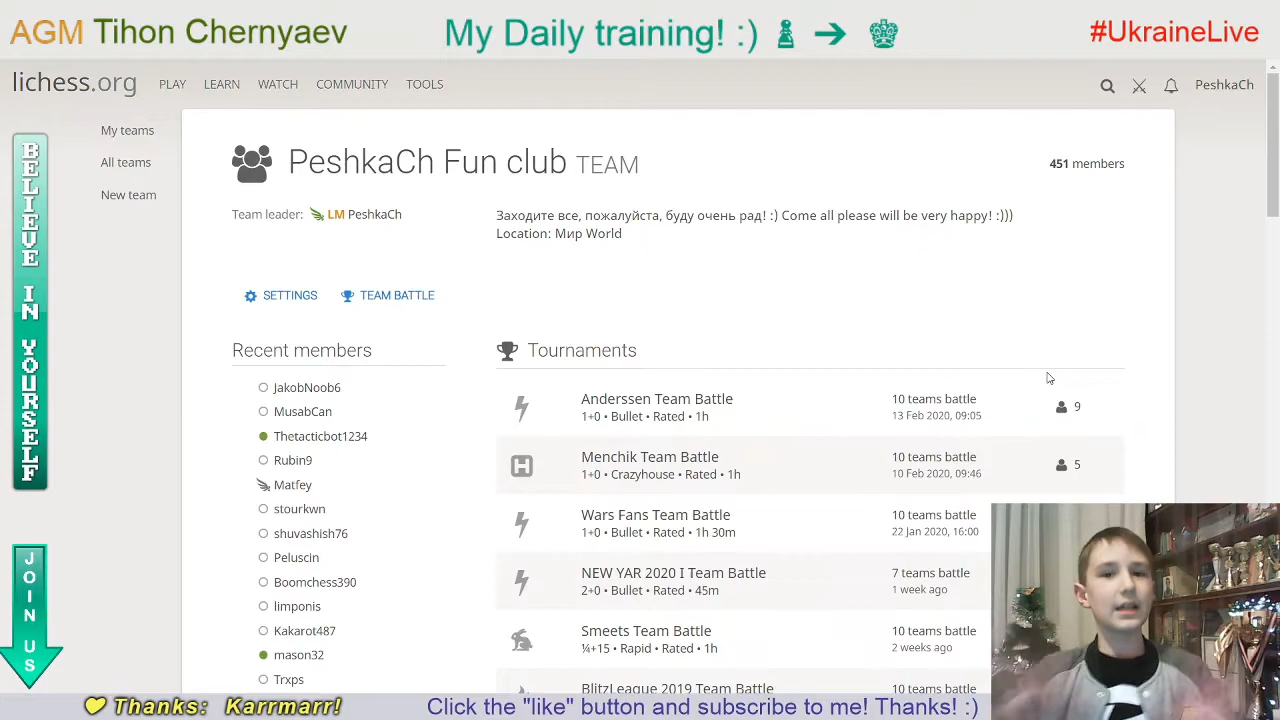 AGM Tihon Chernyaev
My Daily training! :)
#UkraineLive
lichess.org
PLAY
LEARN
WATCH
COMMUNITY
TOOLS
PeshkaCh
My teams
All teams
New team
BELIEVE IN YOURSELF
JOIN US
PeshkaCh Fun club TEAM
451 members
Team leader: LM PeshkaCh
Заходите все, пожалуйста, буду очень рад! :) Come all please will be very happy! :)))
Location: Мир World
SETTINGS
TEAM BATTLE
Recent members
JakobNoob6
MusabCan
Thetacticbot1234
Rubin9
Matfey
stourkwn
shuvashish76
Peluscin
Boomchess390
limponis
Kakarot487
mason32
Trxps
Tournaments
Anderssen Team Battle
1+0 • Bullet • Rated • 1h
10 teams battle
13 Feb 2020, 09:05
9
Menchik Team Battle
1+0 • Crazyhouse • Rated • 1h
10 teams battle
10 Feb 2020, 09:46
5
Wars Fans Team Battle
1+0 • Bullet • Rated • 1h 30m
10 teams battle
22 Jan 2020, 16:00
NEW YAR 2020 I Team Battle
2+0 • Bullet • Rated • 45m
7 teams battle
1 week ago
Smeets Team Battle
¼+15 • Rapid • Rated • 1h
10 teams battle
2 weeks ago
BlitzLeague 2019 Team Battle
10 teams battle
Thanks: Karrmarr!
Click the "like" button and subscribe to me! Thanks! :)